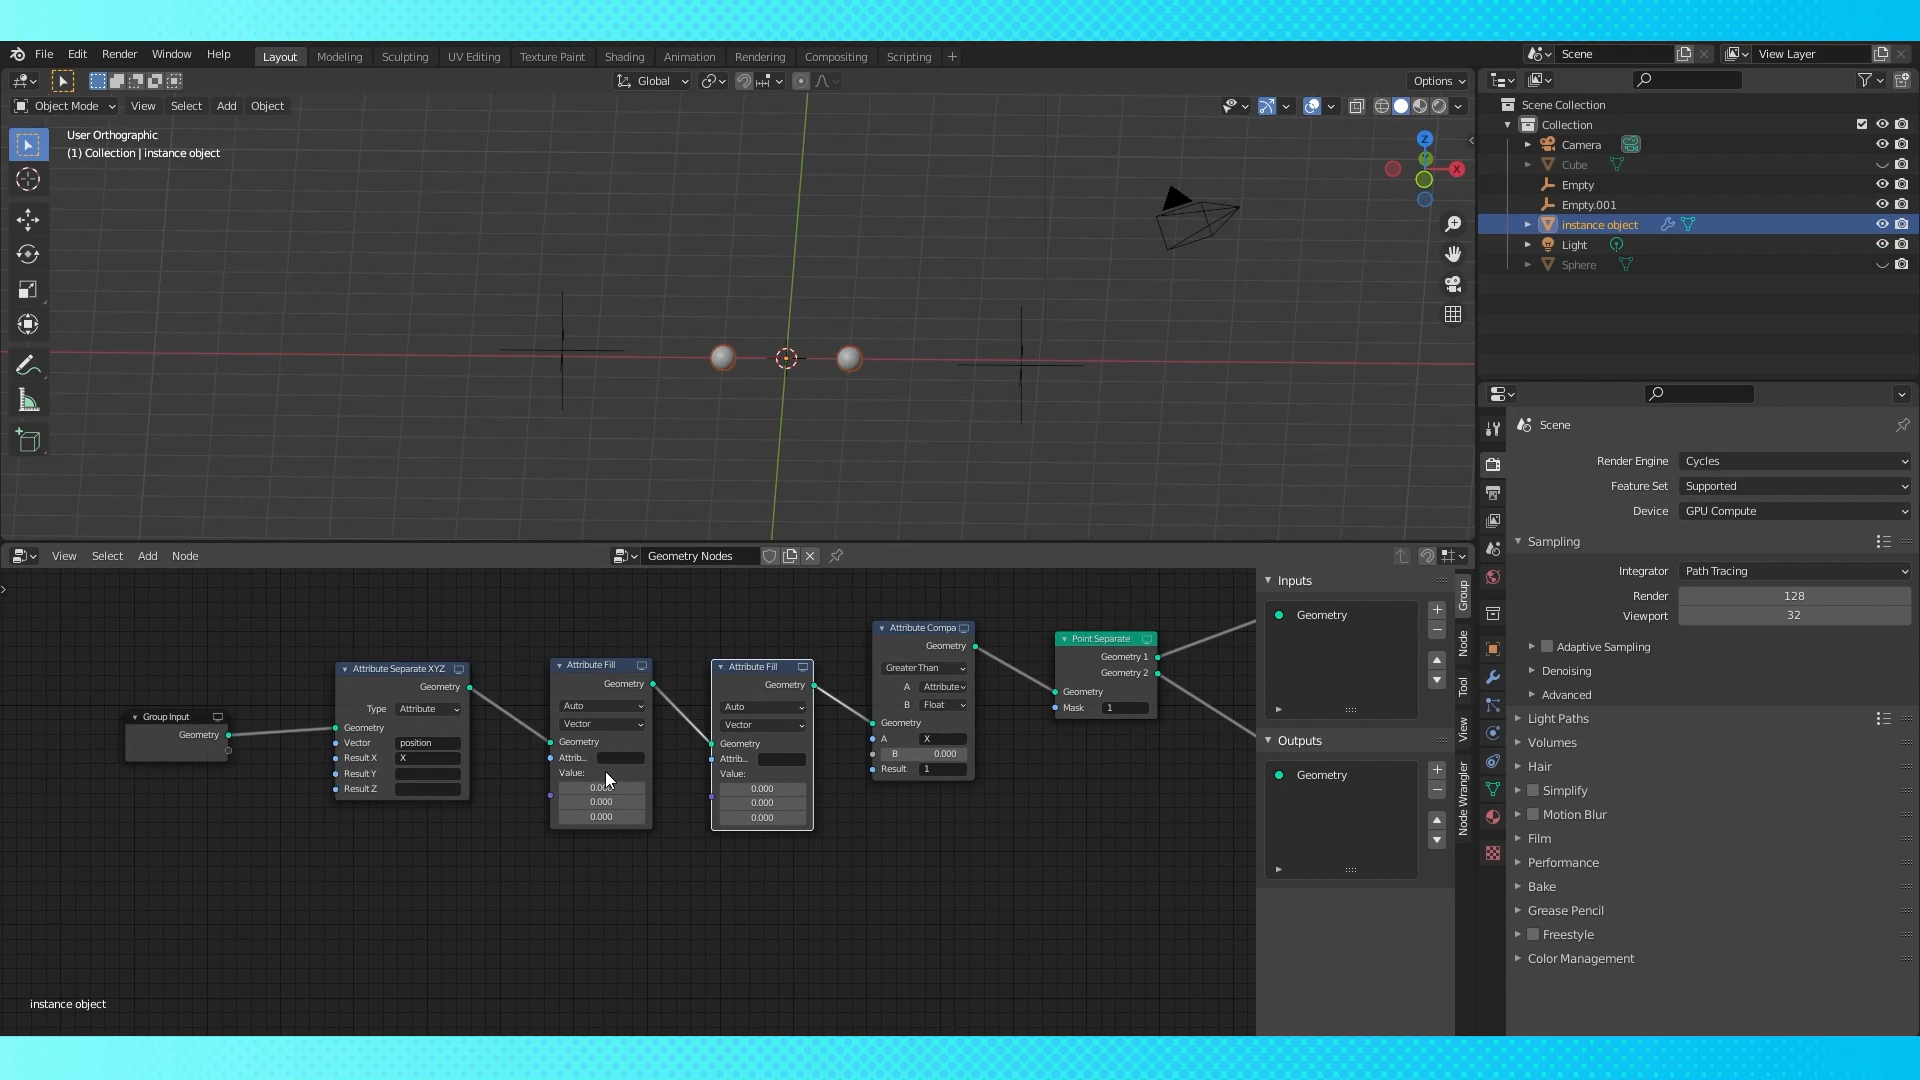 File Edit Render Window Help
Layout Modeling Sculpting UV Editing Texture Paint Shading Animation Rendering Compositing Scripting +
Scene
View Layer
Global
Options
Object Mode View Select Add Object
User Orthographic
(1) Collection | instance object
Z
X
Scene Collection
Collection
Camera
Cube
Empty
Empty.001
instance object
Light
Sphere
View Select Add Node
Geometry Nodes
Group Input
Geometry
Attribute Separate XYZ
Geometry
Type Attribute
Geometry
Vector position
Result X X
Result Y
Result Z
Attribute Fill
Geometry
Auto
Vector
Geometry
Attrib...
Value:
0.000
0.000
0.000
Attribute Fill
Geometry
Auto
Vector
Geometry
Attrib...
Value:
0.000
0.000
0.000
Attribute Compa
Geometry
Greater Than
A Attribute
B Float
Geometry
A X
B 0.000
Result 1
Point Separate
Geometry 1
Geometry 2
Geometry
Mask 1
Inputs
Geometry
Outputs
Geometry
Group
Node
Tool
View
Node Wrangler
instance object
Scene
Render Engine Cycles
Feature Set Supported
Device GPU Compute
Sampling
Integrator Path Tracing
Render 128
Viewport 32
Adaptive Sampling
Denoising
Advanced
Light Paths
Volumes
Hair
Simplify
Motion Blur
Film
Performance
Bake
Grease Pencil
Freestyle
Color Management